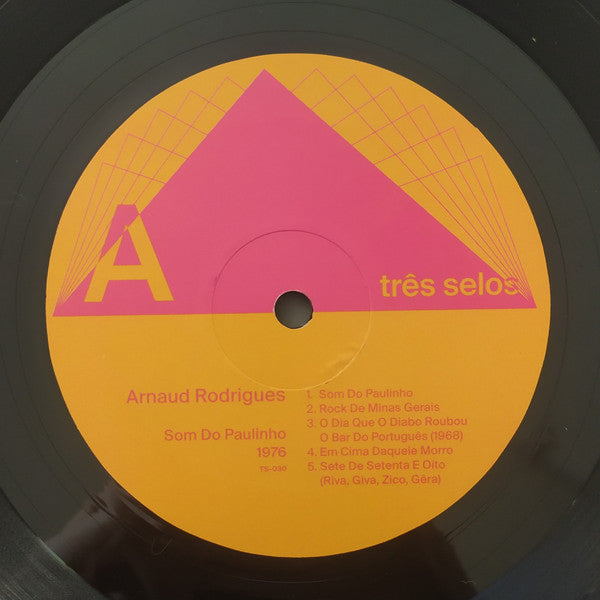 A
três selos
Arnaud Rodrigues
Som Do Paulinho
1976
TS-030
1. Som Do Paulinho
2. Rock De Minas Gerais
3. O Dia Que O Diabo Roubou
O Bar Do Português (1968)
4. Em Cima Daquele Morro
5. Sete De Setenta E Oito
(Riva, Giva, Zico, Gêra)